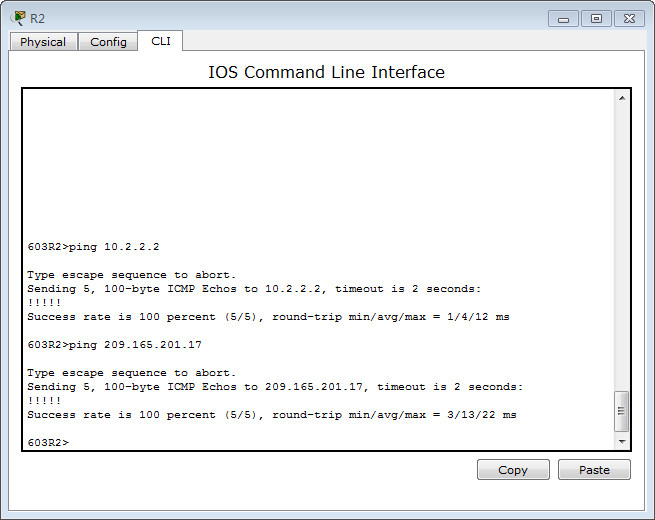 R2
Physical Config CLI
IOS Command Line Interface
603R2>ping 10.2.2.2
Type escape sequence to abort.
Sending 5, 100-byte ICMP Echos to 10.2.2.2, timeout is 2 seconds:
!!!!!
Success rate is 100 percent (5/5), round-trip min/avg/max = 1/4/12 ms
603R2>ping 209.165.201.17
Type escape sequence to abort.
Sending 5, 100-byte ICMP Echos to 209.165.201.17, timeout is 2 seconds:
!!!!!
Success rate is 100 percent (5/5), round-trip min/avg/max = 3/13/22 ms
603R2>
Copy Paste